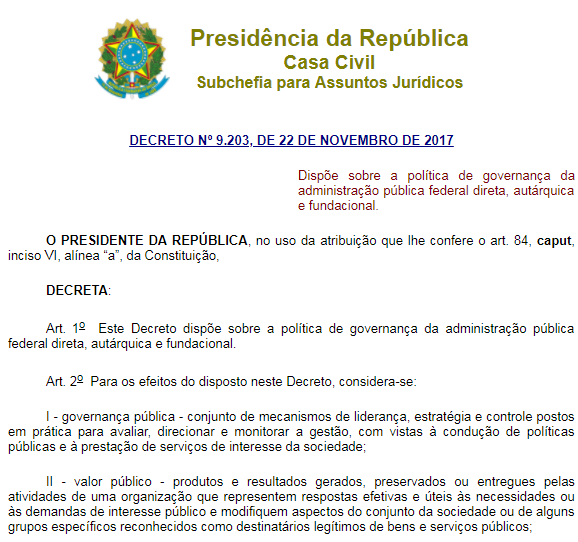 Presidência da República
Casa Civil
Subchefia para Assuntos Jurídicos
DECRETO Nº 9.203, DE 22 DE NOVEMBRO DE 2017
Dispõe sobre a política de governança da
administração pública federal direta, autárquica
e fundacional.
O PRESIDENTE DA REPÚBLICA, no uso da atribuição que lhe confere o art. 84, caput,
inciso VI, alínea “a”, da Constituição,
DECRETA:
Art. 1º Este Decreto dispõe sobre a política de governança da administração pública
federal direta, autárquica e fundacional.
Art. 2º Para os efeitos do disposto neste Decreto, considera-se:
I - governança pública - conjunto de mecanismos de liderança, estratégia e controle postos
em prática para avaliar, direcionar e monitorar a gestão, com vistas à condução de políticas
públicas e à prestação de serviços de interesse da sociedade;
II - valor público - produtos e resultados gerados, preservados ou entregues pelas
atividades de uma organização que representem respostas efetivas e úteis às necessidades ou
às demandas de interesse público e modifiquem aspectos do conjunto da sociedade ou de alguns
grupos específicos reconhecidos como destinatários legítimos de bens e serviços públicos;